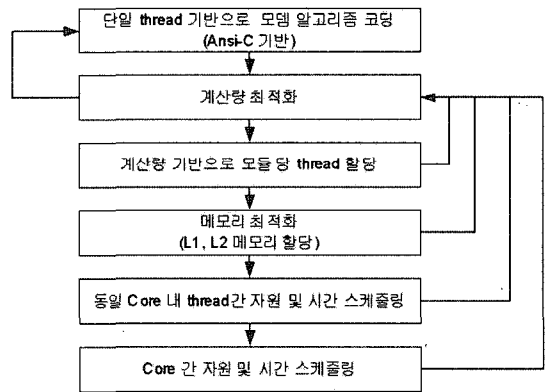 단일 thread 기반으로 모뎀 알고리즘 코딩
(Ansi-C 기반)
계산량 최적화
계산량 기반으로 모듈당 thread 할당
메모리 최적화
(L1, L2 메모리 할당)
동일 Core 내 thread간 자원 및 시간 스케줄링
Core 간 자원 및 시간 스케줄링